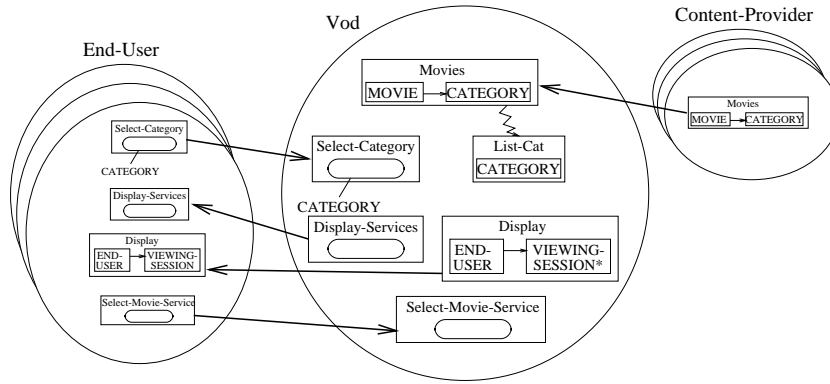 End-User
Select-Category
CATEGORY
Display-Services
Display
END-
USER
VIEWING-
SESSION
Select-Movie-Service
Vod
Movies
MOVIE
CATEGORY
List-Cat
CATEGORY
Select-Category
CATEGORY
Display-Services
Display
END-
USER
VIEWING-
SESSION*
Select-Movie-Service
Content-Provider
Movies
MOVIE
CATEGORY